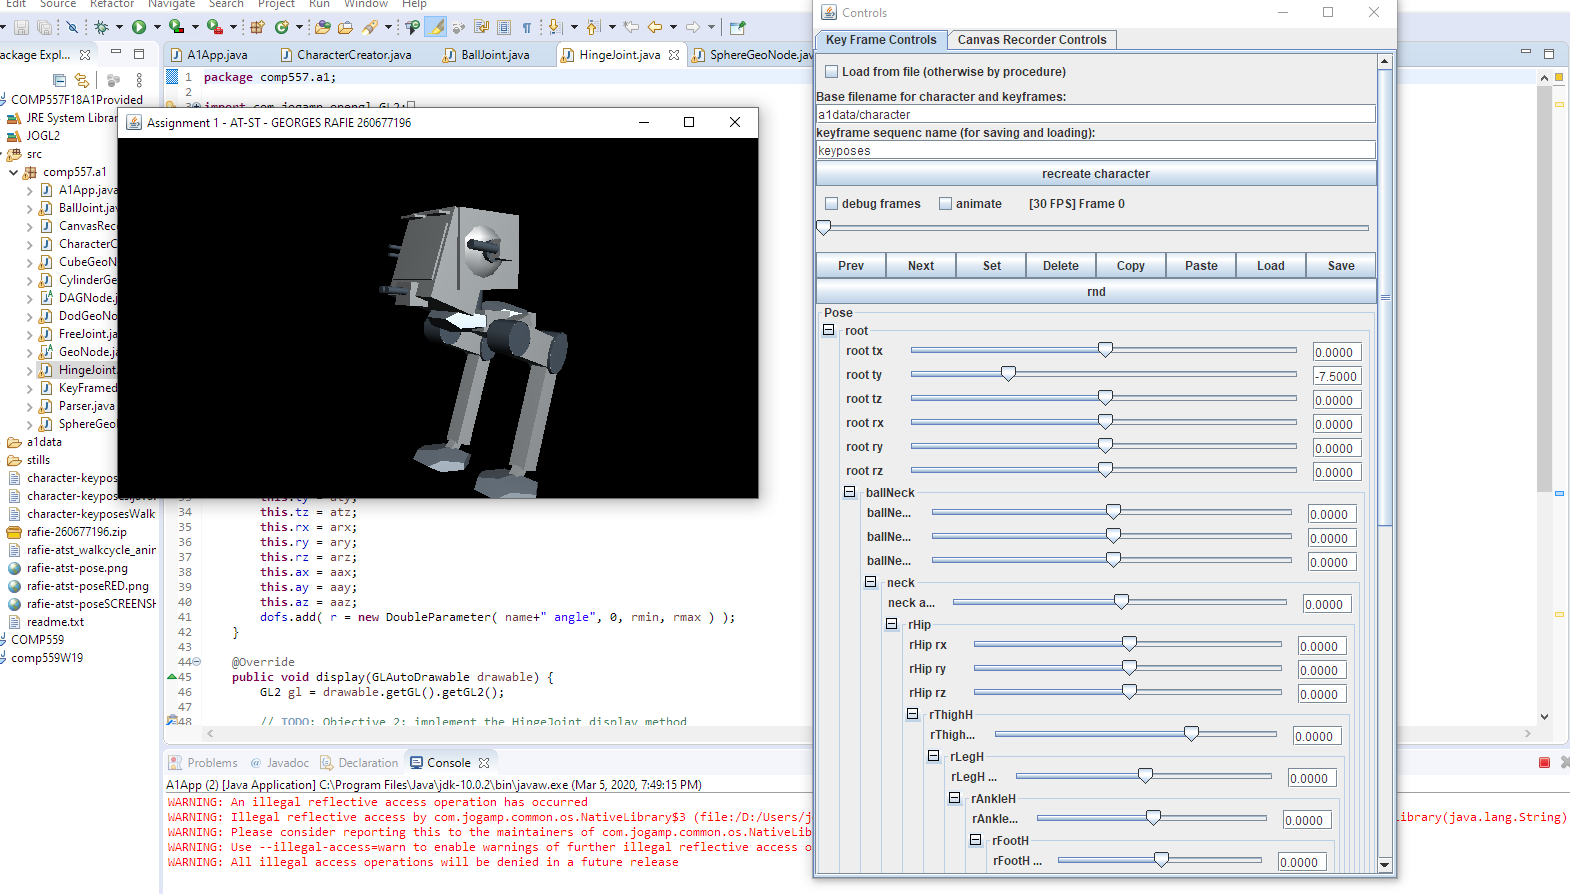 Edit Source Refactor Navigate Search Project Run Window Help
ackage Expl...
COMP557F18A1Provided
JRE System Librar
JOGL2
src
comp557.a1
A1App.java
BallJoint.jav
CanvasRec
CharacterC
CubeGeoN
CylinderGe
DAGNode.j
DodGeoNo
FreeJoint.ja
GeoNode.ja
HingeJoint.
KeyFramed
Parser.java
SphereGeol
a1data
stills
character-keypos
character-keyposes.java
character-keyposesWalk
rafie-260677196.zip
rafie-atst_walkcycle_anir
rafie-atst-pose.png
rafie-atst-poseRED.png
rafie-atst-poseSCREENSH
readme.txt
COMP559
comp559W19
A1App.java CharacterCreator.java BallJoint.java HingeJoint.java SphereGeoNode.jav
1 package comp557.a1;
2
3 import com.jogamp.opengl.GL2;
Assignment 1 - AT-ST - GEORGES RAFIE 260677196
33 this.ty = aty;
34 this.tz = atz;
35 this.rx = arx;
36 this.ry = ary;
37 this.rz = arz;
38 this.ax = aax;
39 this.ay = aay;
40 this.az = aaz;
41 dofs.add( r = new DoubleParameter( name+" angle", 0, rmin, rmax ) );
42 }
43
44 @Override
45 public void display(GLAutoDrawable drawable) {
46 GL2 gl = drawable.getGL().getGL2();
47
48 // TODO: Objective 2: implement the HingeJoint display method
Problems @ Javadoc Declaration Console
A1App (2) [Java Application] C:\Program Files\Java\jdk-10.0.2\bin\javaw.exe (Mar 5, 2020, 7:49:15 PM)
WARNING: An illegal reflective access operation has occurred
WARNING: Illegal reflective access by com.jogamp.common.os.NativeLibrary$3 (file:/D:/Users/j
ibrary(java.lang.String)
WARNING: Please consider reporting this to the maintainers of com.jogamp.common.os.NativeLib
WARNING: Use --illegal-access=warn to enable warnings of further illegal reflective access o
WARNING: All illegal access operations will be denied in a future release
Controls
Key Frame Controls Canvas Recorder Controls
Load from file (otherwise by procedure)
Base filename for character and keyframes:
a1data/character
keyframe sequenc name (for saving and loading):
keyposes
recreate character
debug frames animate [30 FPS] Frame 0
Prev Next Set Delete Copy Paste Load Save
rnd
Pose
root
root tx 0.0000
root ty -7.5000
root tz 0.0000
root rx 0.0000
root ry 0.0000
root rz 0.0000
ballNeck
ballNe... 0.0000
ballNe... 0.0000
ballNe... 0.0000
neck
neck a... 0.0000
rHip
rHip rx 0.0000
rHip ry 0.0000
rHip rz 0.0000
rThighH
rThigh... 0.0000
rLegH
rLegH ... 0.0000
rAnkleH
rAnkle... 0.0000
rFootH
rFootH ... 0.0000